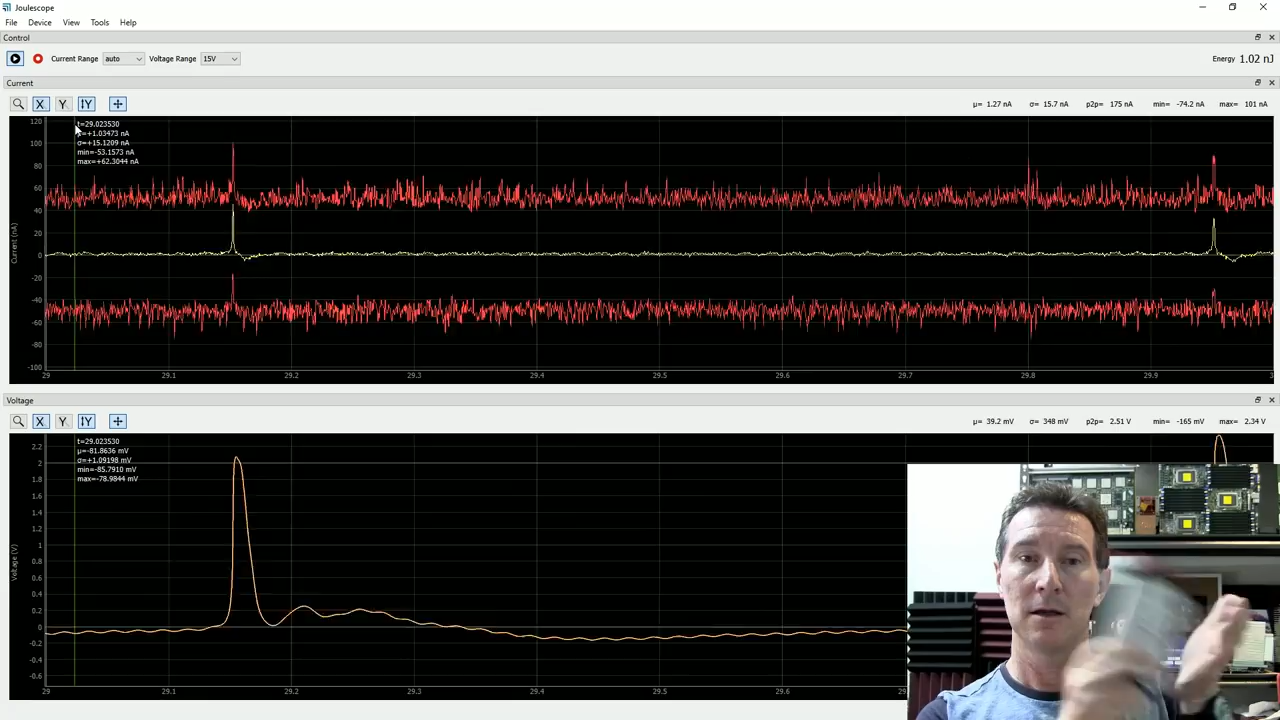 Joulescope
File Device View Tools Help
Control
Current Range auto Voltage Range 15V Energy 1.02 nJ
Current
X Y Y μ= 1.27 nA σ= 15.7 nA p2p= 175 nA min= -74.2 nA max= 101 nA
t=29.023530
=+1.03473 nA
σ=+15.1209 nA
min=-53.1573 nA
max=+62.3044 nA
Current (nA)
120
100
80
60
40
20
0
-20
-40
-60
-80
-100
29 29.1 29.2 29.3 29.4 29.5 29.6 29.7 29.8 29.9 3
Voltage
X Y Y μ= 39.2 mV σ= 348 mV p2p= 2.51 V min= -165 mV max= 2.34 V
t=29.023530
μ=-81.8636 mV
σ=+1.09198 mV
min=-85.7910 mV
max=-78.9844 mV
Voltage (V)
2.2
2
1.8
1.6
1.4
1.2
1
0.8
0.6
0.4
0.2
0
-0.2
-0.4
-0.6
29 29.1 29.2 29.3 29.4 29.5 29.6 29